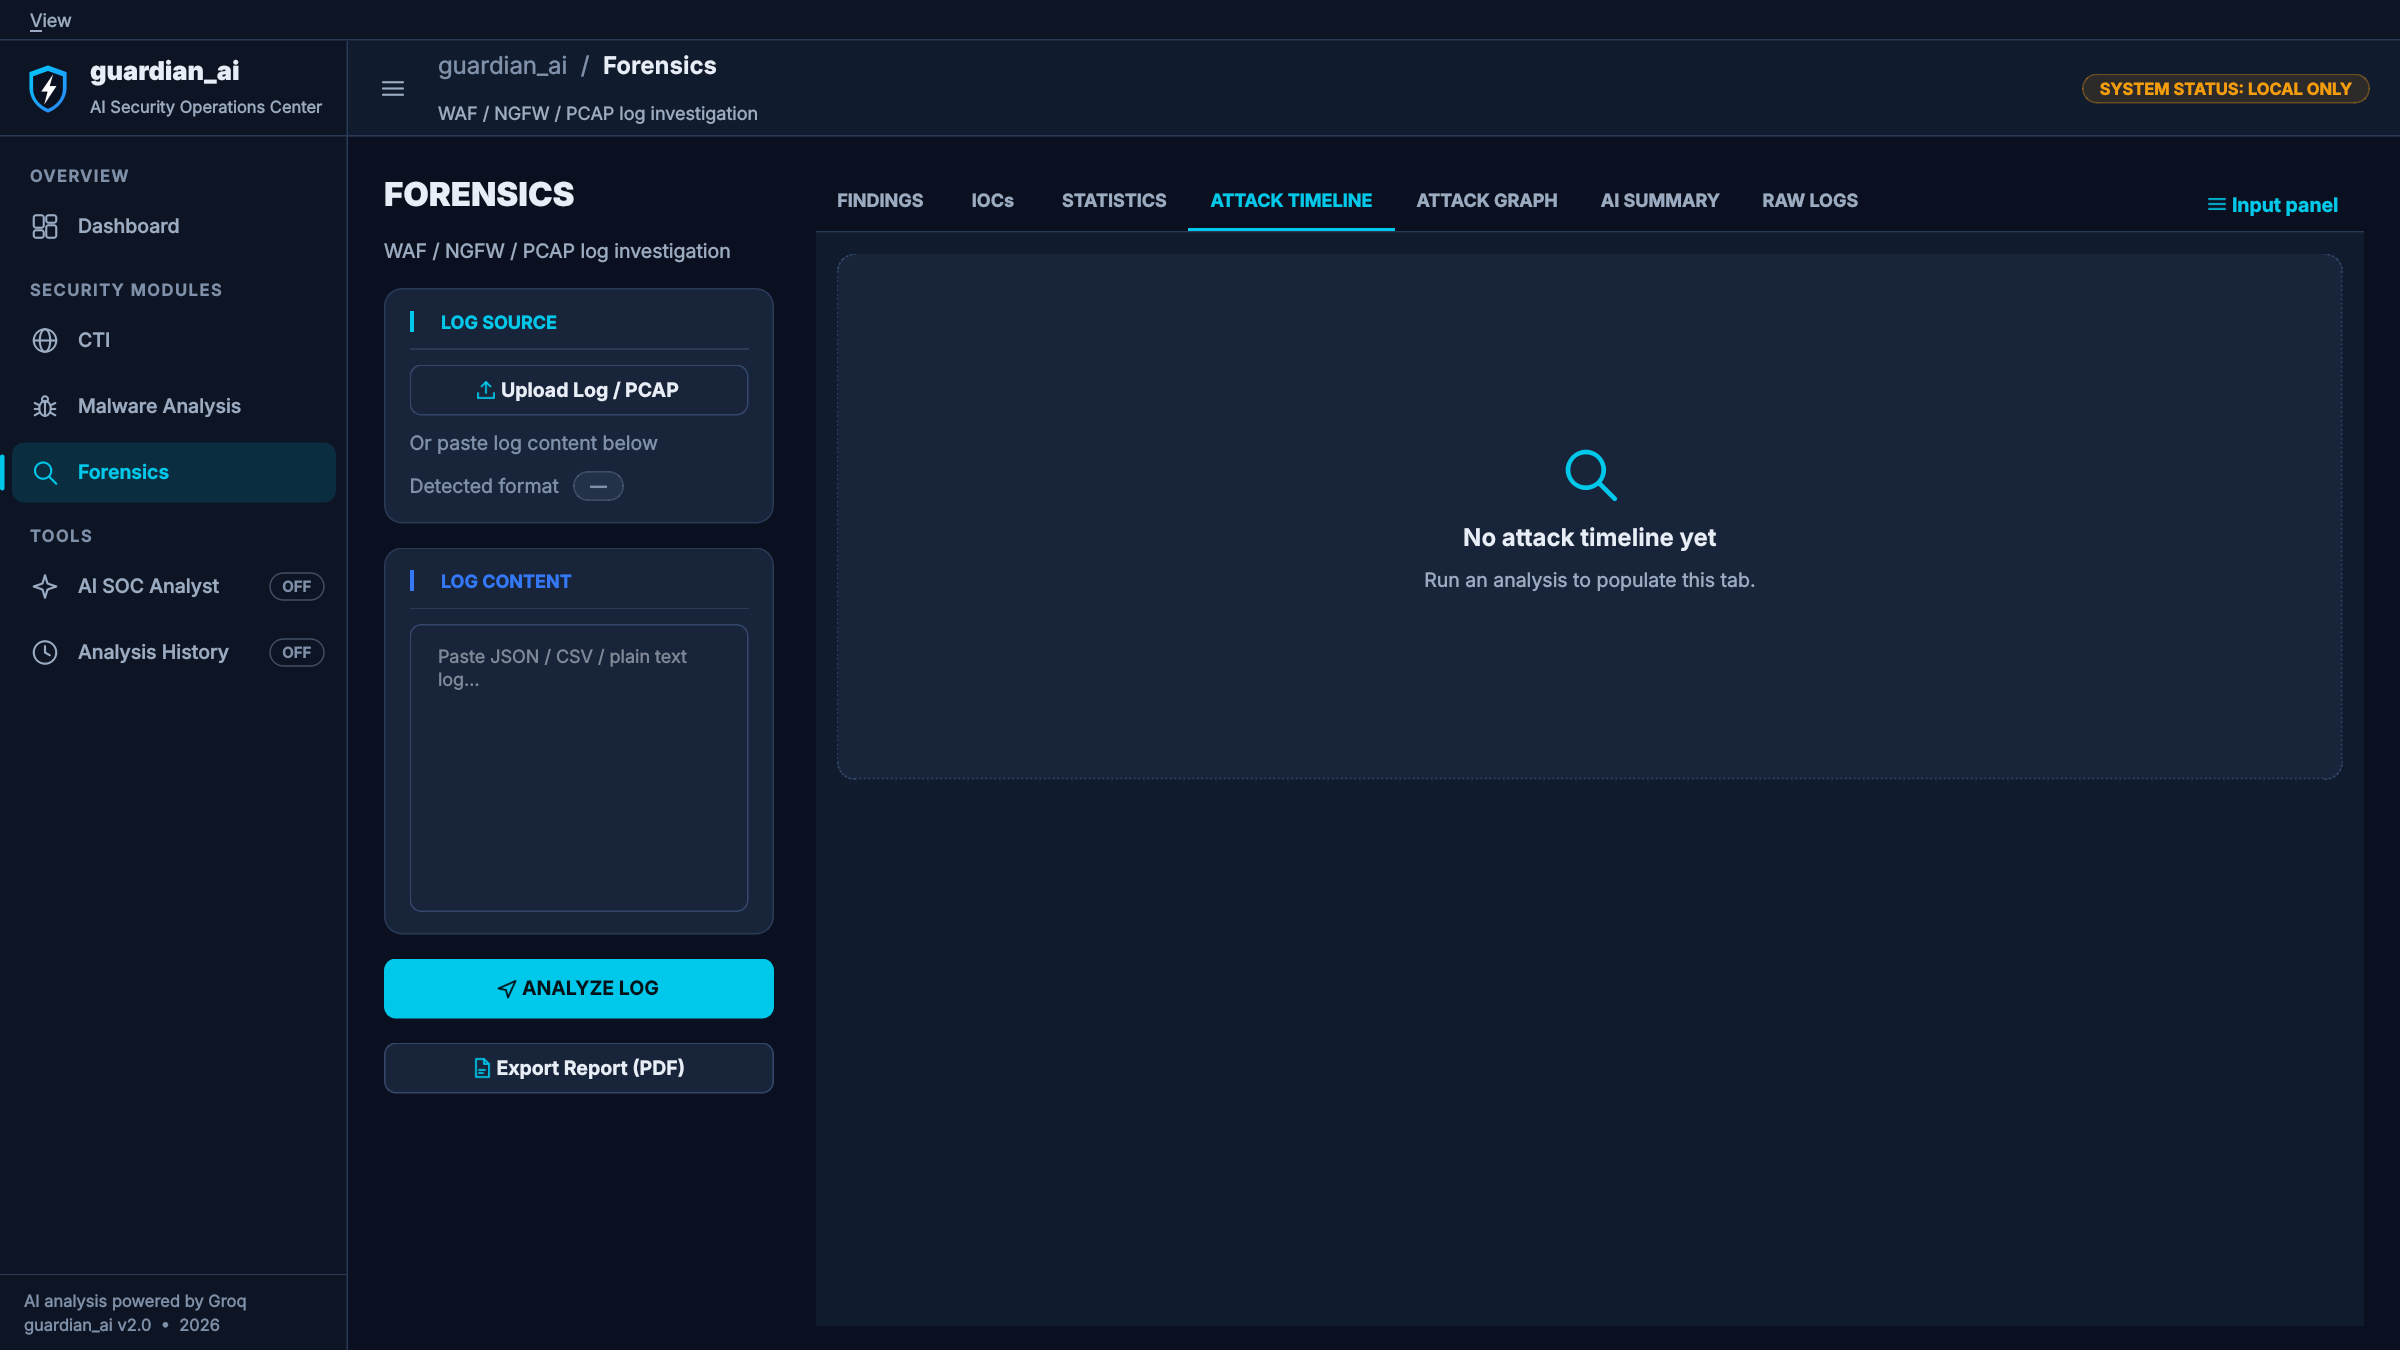 View
guardian_ai
AI Security Operations Center
OVERVIEW
Dashboard
SECURITY MODULES
CTI
Malware Analysis
Forensics
TOOLS
AI SOC Analyst OFF
Analysis History OFF
AI analysis powered by Groq
guardian_ai v2.0 • 2026
guardian_ai / Forensics
WAF / NGFW / PCAP log investigation
SYSTEM STATUS: LOCAL ONLY
FORENSICS
WAF / NGFW / PCAP log investigation
LOG SOURCE
Upload Log / PCAP
Or paste log content below
Detected format —
LOG CONTENT
Paste JSON / CSV / plain text
log...
ANALYZE LOG
Export Report (PDF)
FINDINGS IOCs STATISTICS ATTACK TIMELINE ATTACK GRAPH AI SUMMARY RAW LOGS
Input panel
No attack timeline yet
Run an analysis to populate this tab.